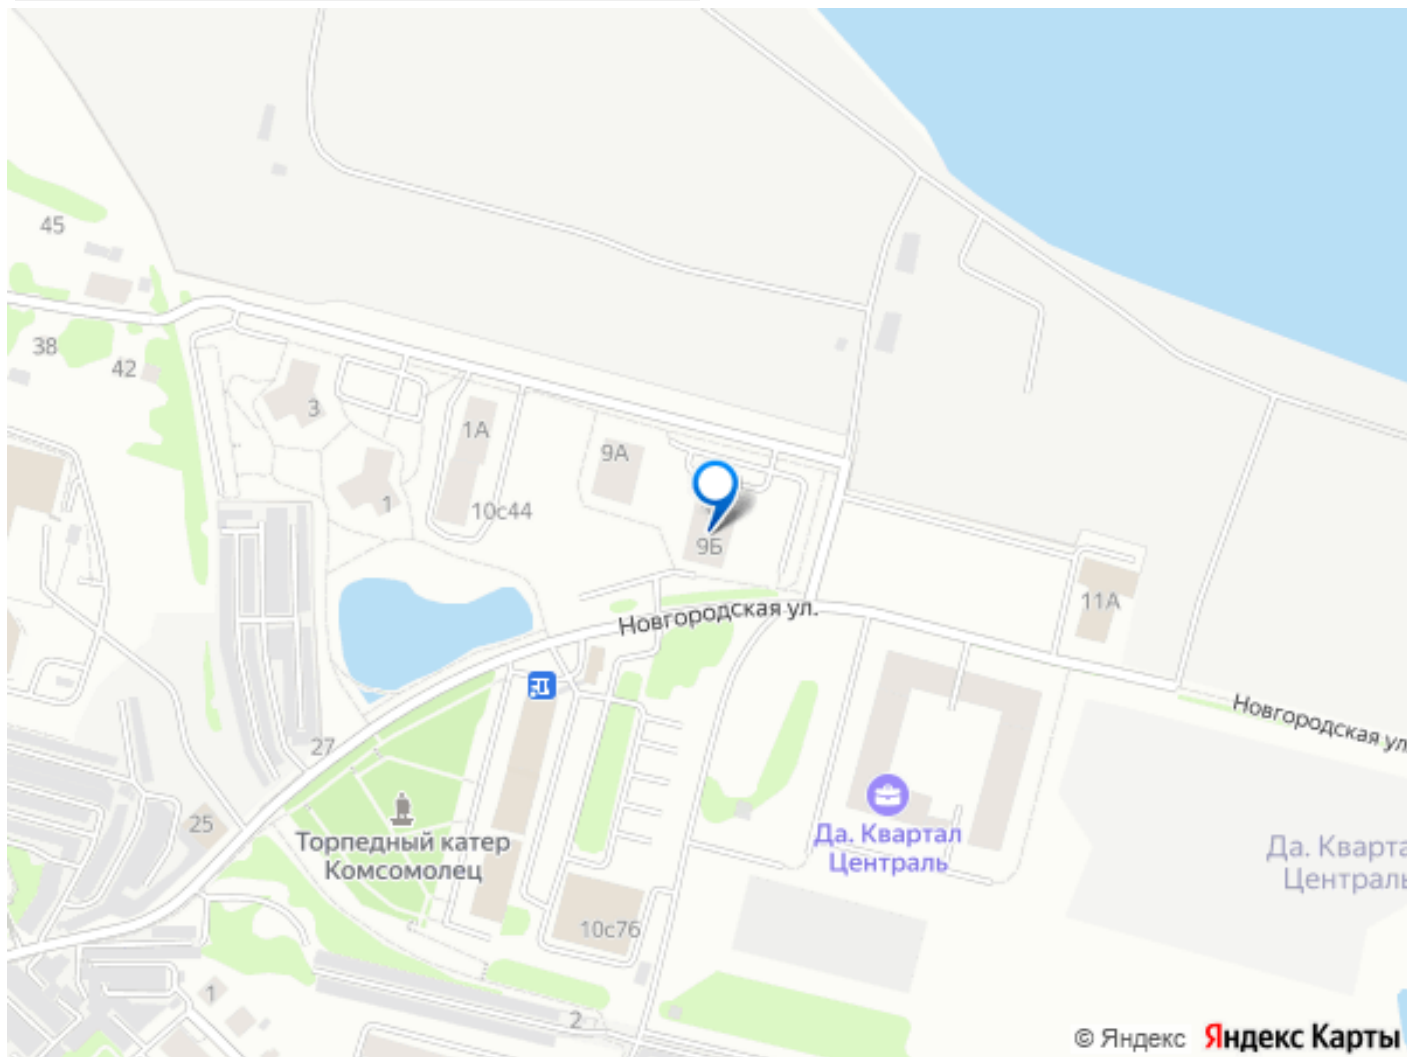 45
38
42
3
1А
9А
1
10с44
9Б
11А
Новгородская ул.
Новгородская ул.
27
25
Торпедный катер
Комсомолец
Да. Квартал
Централь
Да. Кварта
Централь
10с76
1
2
© Яндекс Яндекс Карты